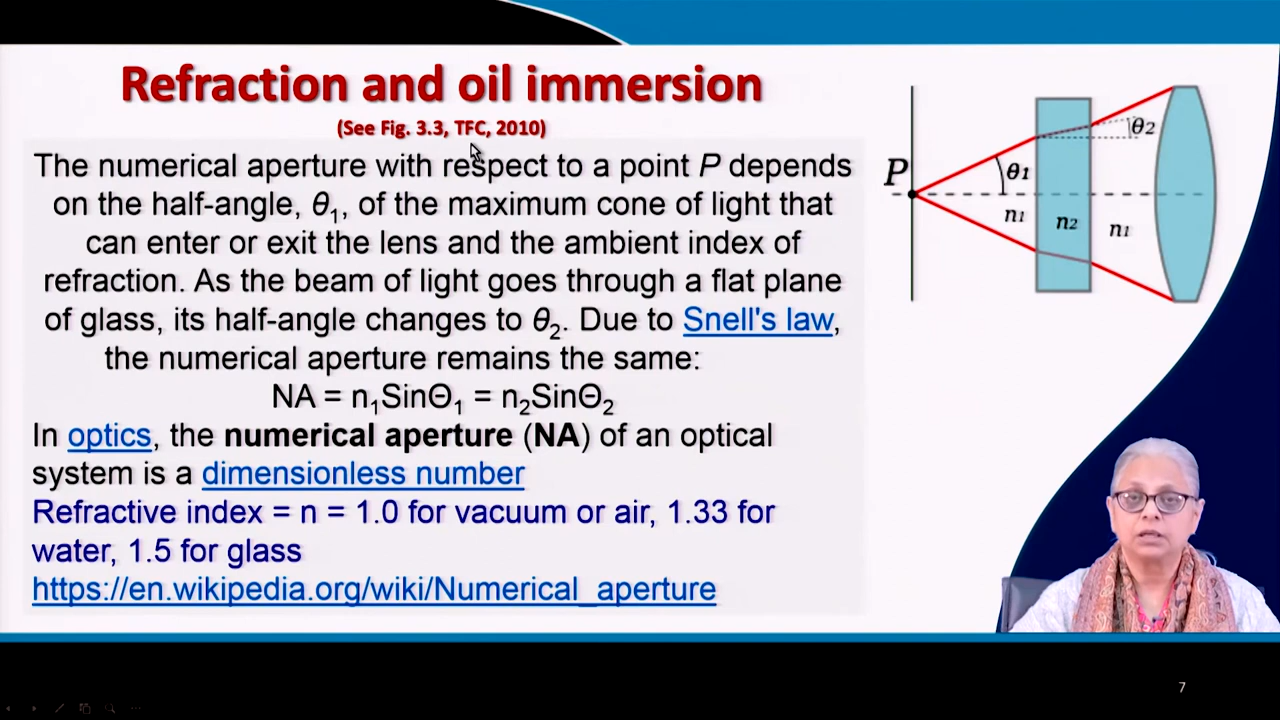 Refraction and oil immersion
(See Fig. 3.3, TFC, 2010)
The numerical aperture with respect to a point P depends
on the half-angle, θ₁, of the maximum cone of light that
can enter or exit the lens and the ambient index of
refraction. As the beam of light goes through a flat plane
of glass, its half-angle changes to θ₂. Due to Snell's law,
the numerical aperture remains the same:
NA = n₁SinΘ₁ = n₂SinΘ₂
In optics, the numerical aperture (NA) of an optical
system is a dimensionless number
Refractive index = n = 1.0 for vacuum or air, 1.33 for
water, 1.5 for glass
https://en.wikipedia.org/wiki/Numerical_aperture
P
θ1
θ2
n1
n2
n1
7